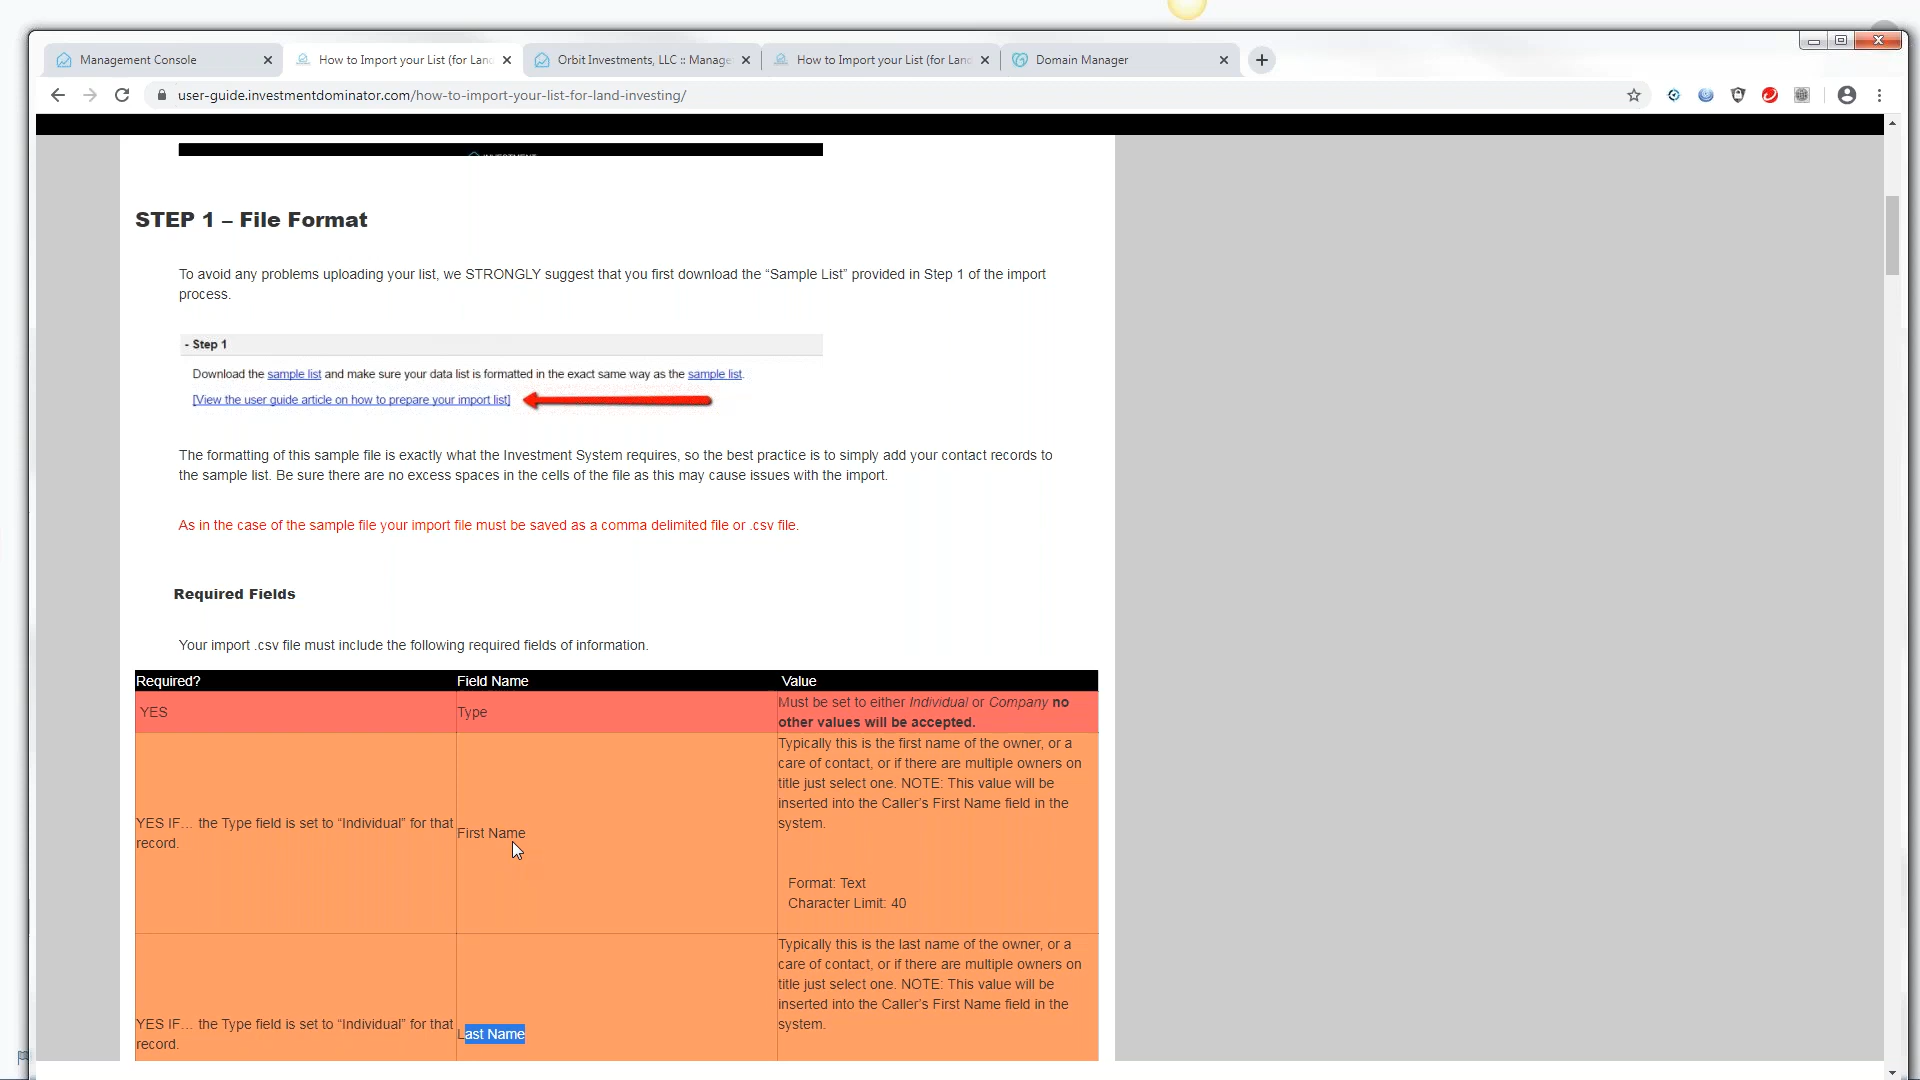 Management Console
How to Import your List (for Lan
Orbit Investments, LLC :: Manage
How to Import your List (for Lan
Domain Manager
user-guide.investmentdominator.com/how-to-import-your-list-for-land-investing/
STEP 1 – File Format
To avoid any problems uploading your list, we STRONGLY suggest that you first download the “Sample List” provided in Step 1 of the import
process.
- Step 1
Download the sample list and make sure your data list is formatted in the exact same way as the sample list.
[View the user guide article on how to prepare your import list]
The formatting of this sample file is exactly what the Investment System requires, so the best practice is to simply add your contact records to
the sample list. Be sure there are no excess spaces in the cells of the file as this may cause issues with the import.
As in the case of the sample file your import file must be saved as a comma delimited file or .csv file.
Required Fields
Your import .csv file must include the following required fields of information.
Required? Field Name Value
YES Type Must be set to either Individual or Company no
other values will be accepted.
Typically this is the first name of the owner, or a
care of contact, or if there are multiple owners on
title just select one. NOTE: This value will be
inserted into the Caller’s First Name field in the
system.
YES IF… the Type field is set to “Individual” for that
record.
First Name
Format: Text
Character Limit: 40
Typically this is the last name of the owner, or a
care of contact, or if there are multiple owners on
title just select one. NOTE: This value will be
inserted into the Caller’s First Name field in the
system.
YES IF… the Type field is set to “Individual” for that
record.
Last Name